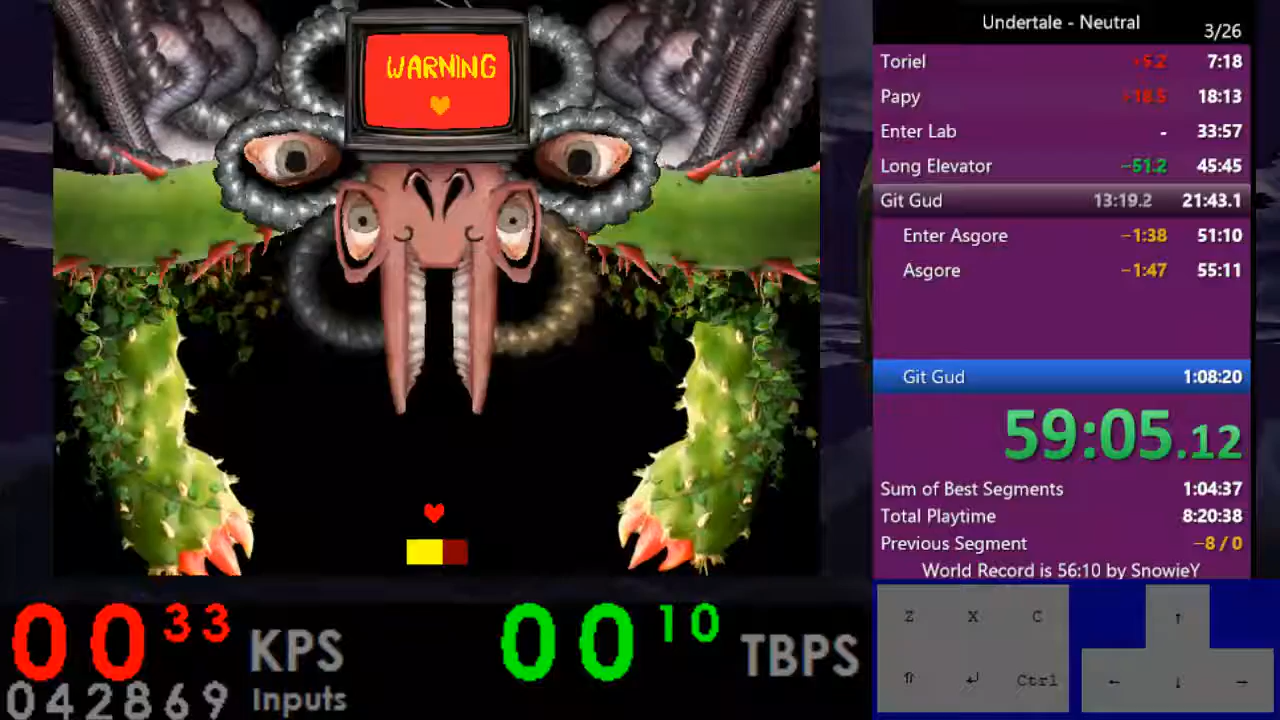 WARNING
Undertale - Neutral
3/26
Toriel +5.2 7:18
Papy +18.5 18:13
Enter Lab - 33:57
Long Elevator −51.2 45:45
Git Gud 13:19.2 21:43.1
Enter Asgore −1:38 51:10
Asgore −1:47 55:11
Git Gud 1:08:20
59:05.12
Sum of Best Segments 1:04:37
Total Playtime 8:20:38
Previous Segment −8 / 0
World Record is 56:10 by SnowieY
00 33 KPS
00 10 TBPS
042869 Inputs
Z X C ↑
⇧ ↵ Ctrl ← ↓ →